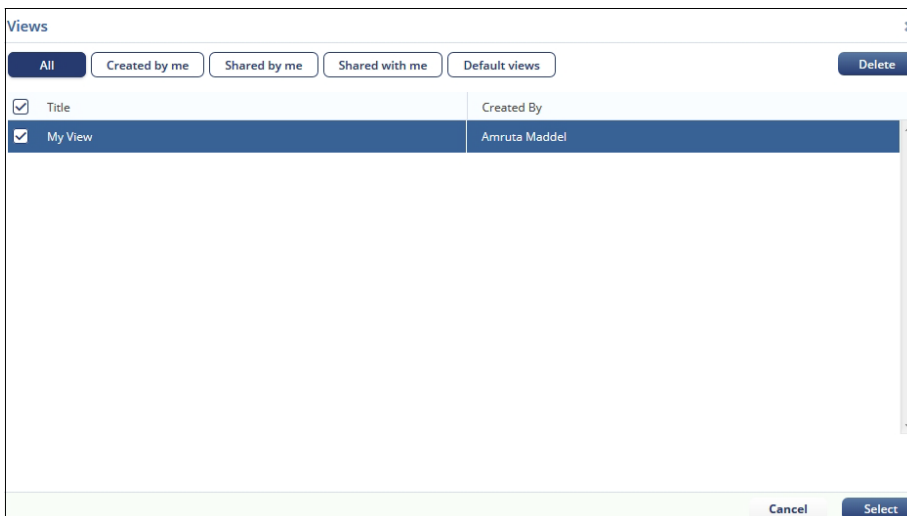 Views
All Created by me Shared by me Shared with me Default views Delete
Title Created By
My View Amruta Maddel
Cancel Select